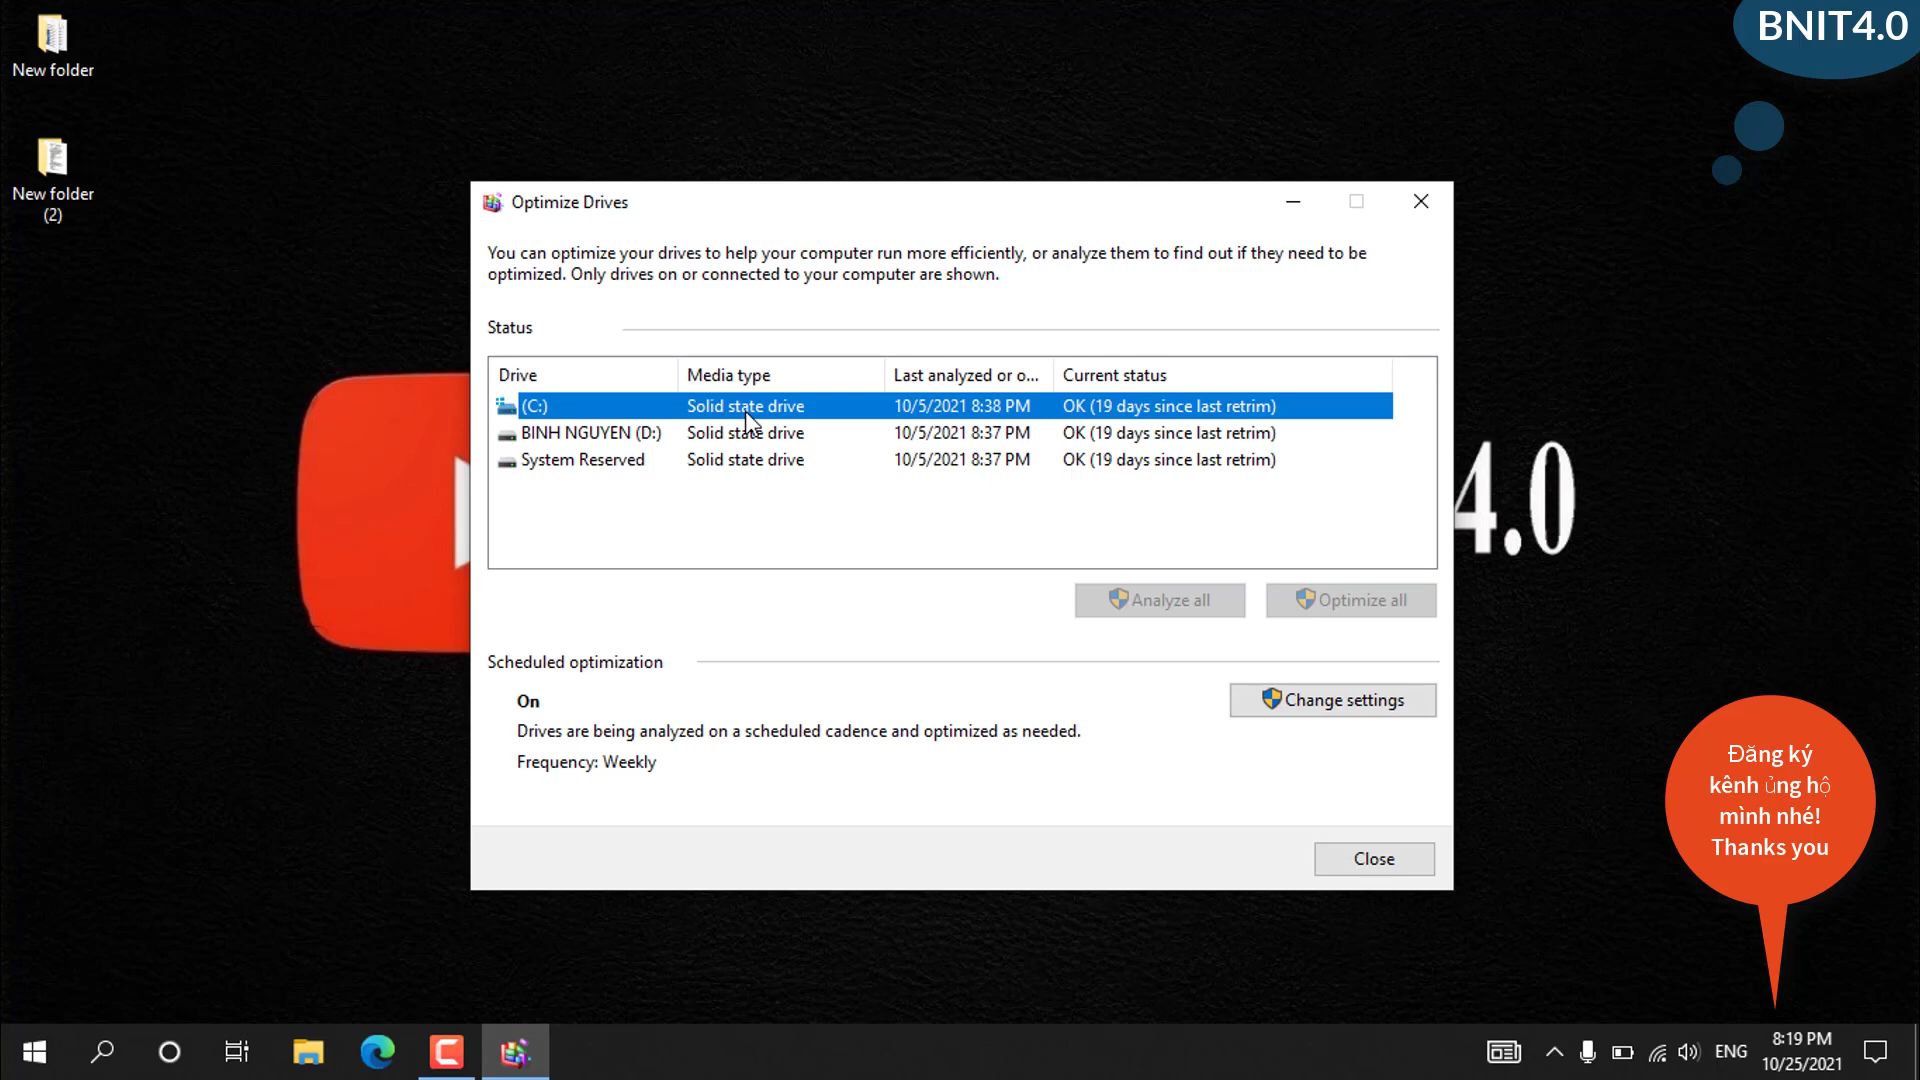 BNIT4.0
New folder
New folder
(2)
Optimize Drives
You can optimize your drives to help your computer run more efficiently, or analyze them to find out if they need to be
optimized. Only drives on or connected to your computer are shown.
Status
Drive Media type Last analyzed or o... Current status
(C:) Solid state drive 10/5/2021 8:38 PM OK (19 days since last retrim)
BINH NGUYEN (D:) Solid state drive 10/5/2021 8:37 PM OK (19 days since last retrim)
System Reserved Solid state drive 10/5/2021 8:37 PM OK (19 days since last retrim)
4.0
Analyze all Optimize all
Scheduled optimization
On
Change settings
Drives are being analyzed on a scheduled cadence and optimized as needed.
Frequency: Weekly
Close
Đăng ký
kênh ủng hộ
mình nhé!
Thanks you
ENG
8:19 PM
10/25/2021